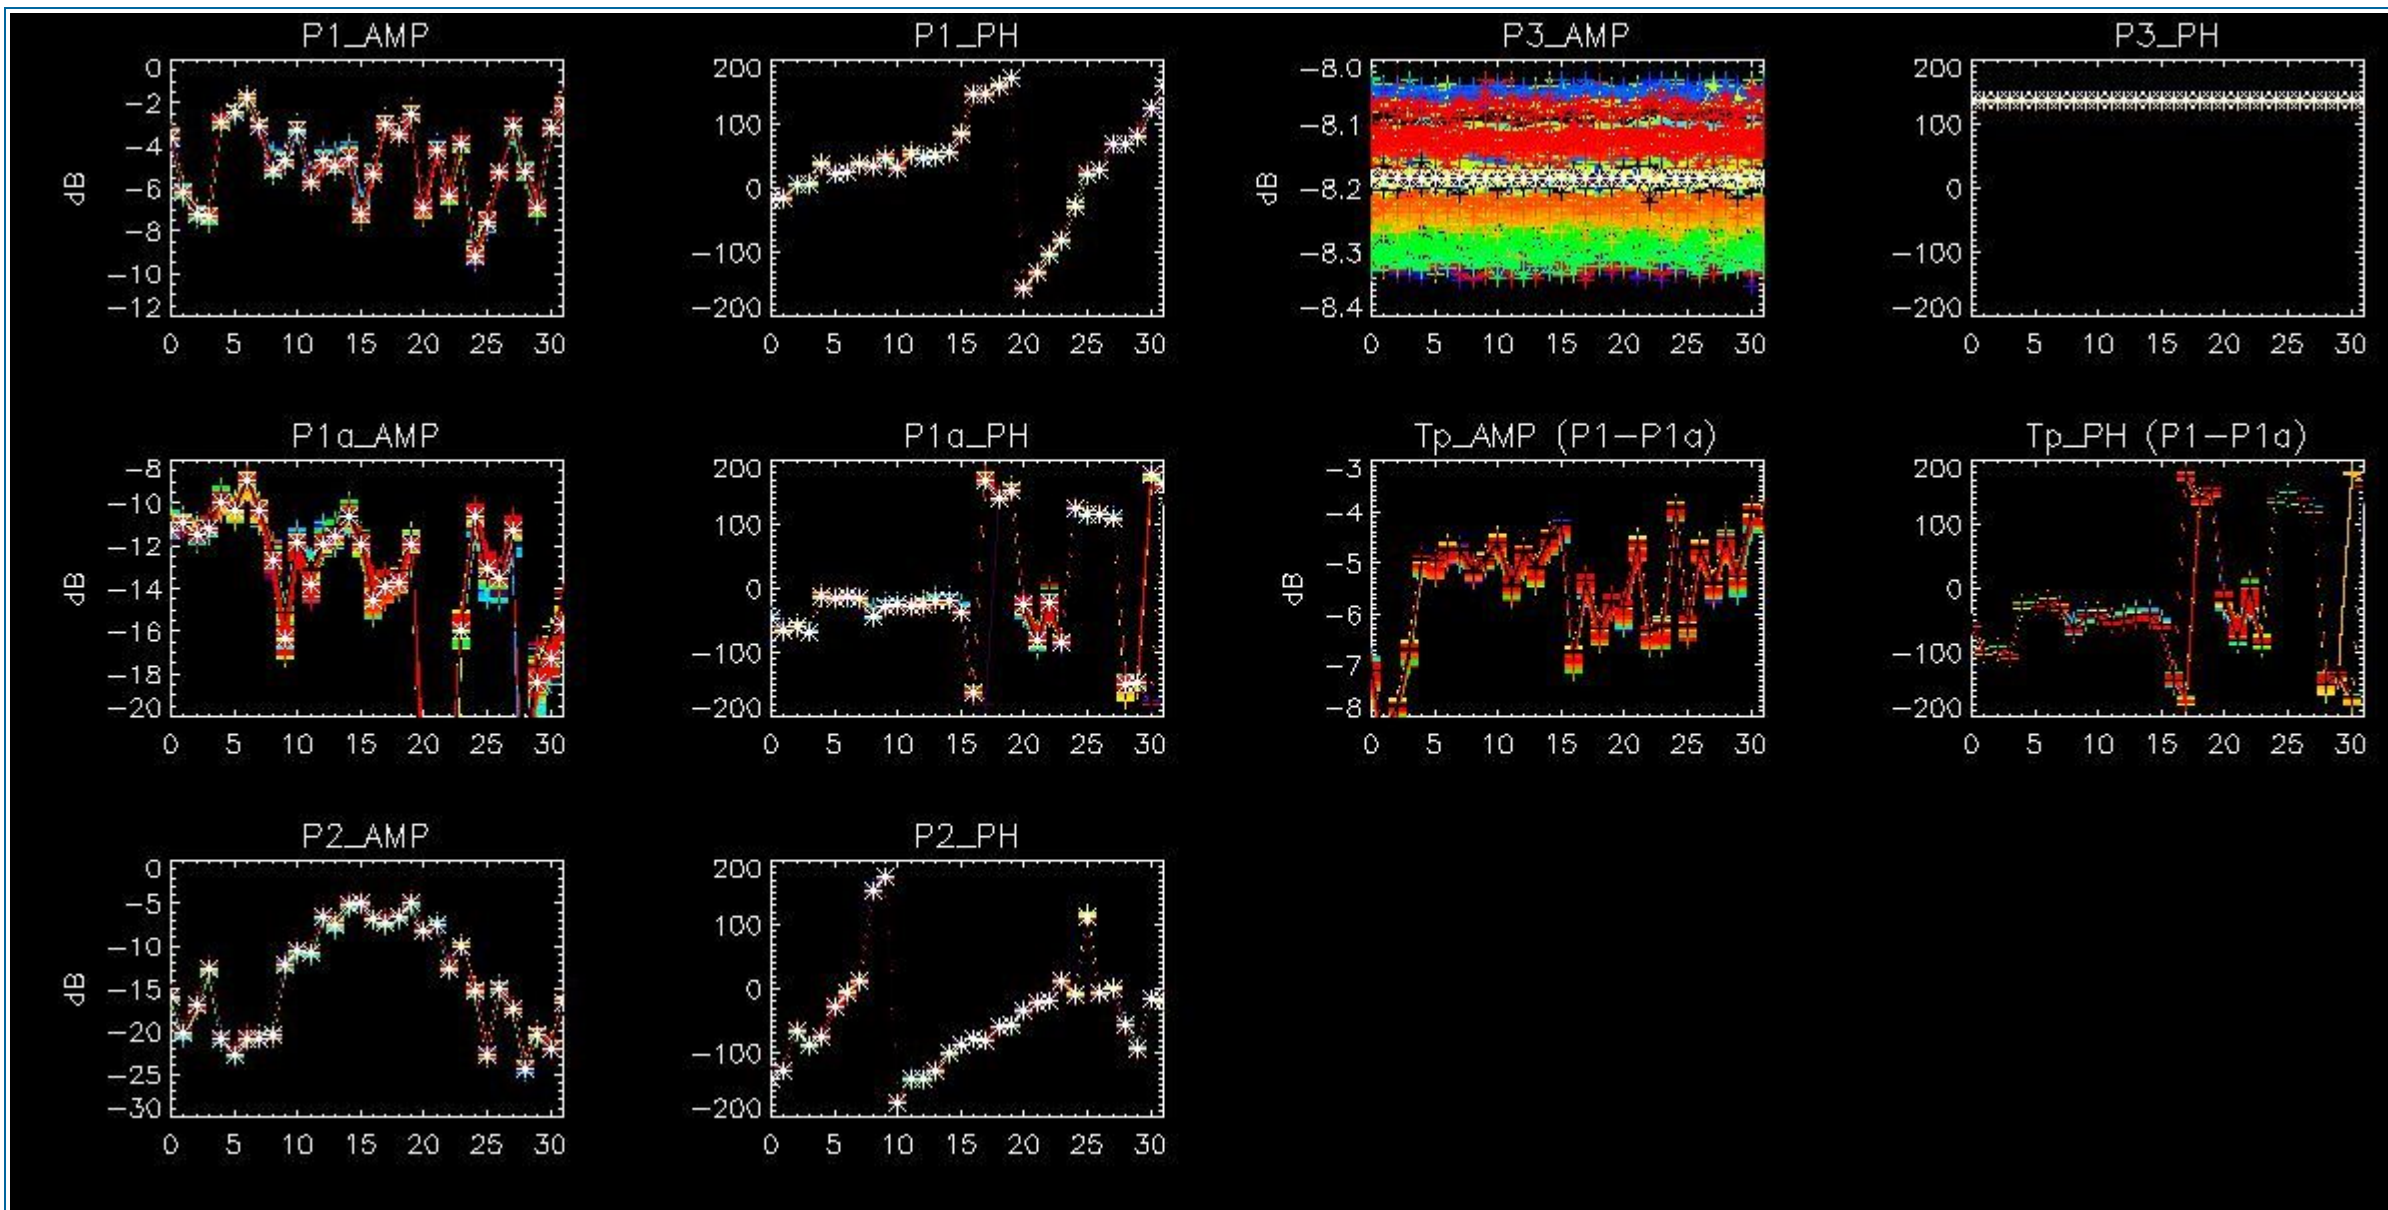 P1_AMP P1_PH P3_AMP P3_PH
0 200 -8.0 200
-2
100 -8.1 100
-4
dB -6 0 dB -8.2 0
-8
-100 -8.3 -100
-10
-12 -200 -8.4 -200
0 5 10 15 20 25 30 0 5 10 15 20 25 30 0 5 10 15 20 25 30 0 5 10 15 20 25 30
P1a_AMP P1a_PH Tp_AMP (P1-P1a) Tp_PH (P1-P1a)
-8 200 -3 200
-10
100 -4 100
-12
dB -14 0 dB -5 0
-6
-16
-100 -7 -100
-18
-20 -200 -8 -200
0 5 10 15 20 25 30 0 5 10 15 20 25 30 0 5 10 15 20 25 30 0 5 10 15 20 25 30
P2_AMP P2_PH
0 200
-5
100
-10
dB -15 0
-20
-100
-25
-30 -200
0 5 10 15 20 25 30 0 5 10 15 20 25 30